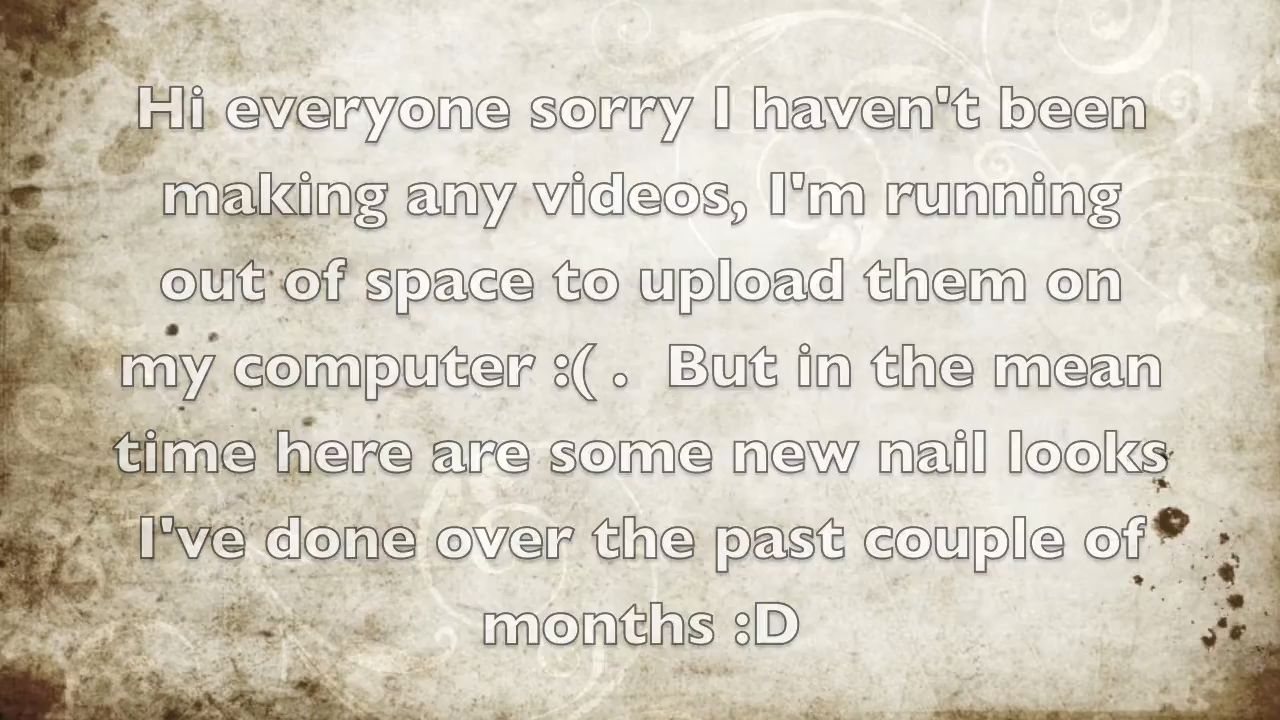 Hi everyone sorry I haven't been
making any videos, I'm running
out of space to upload them on
my computer :( .  But in the mean
time here are some new nail looks
I've done over the past couple of
months :D